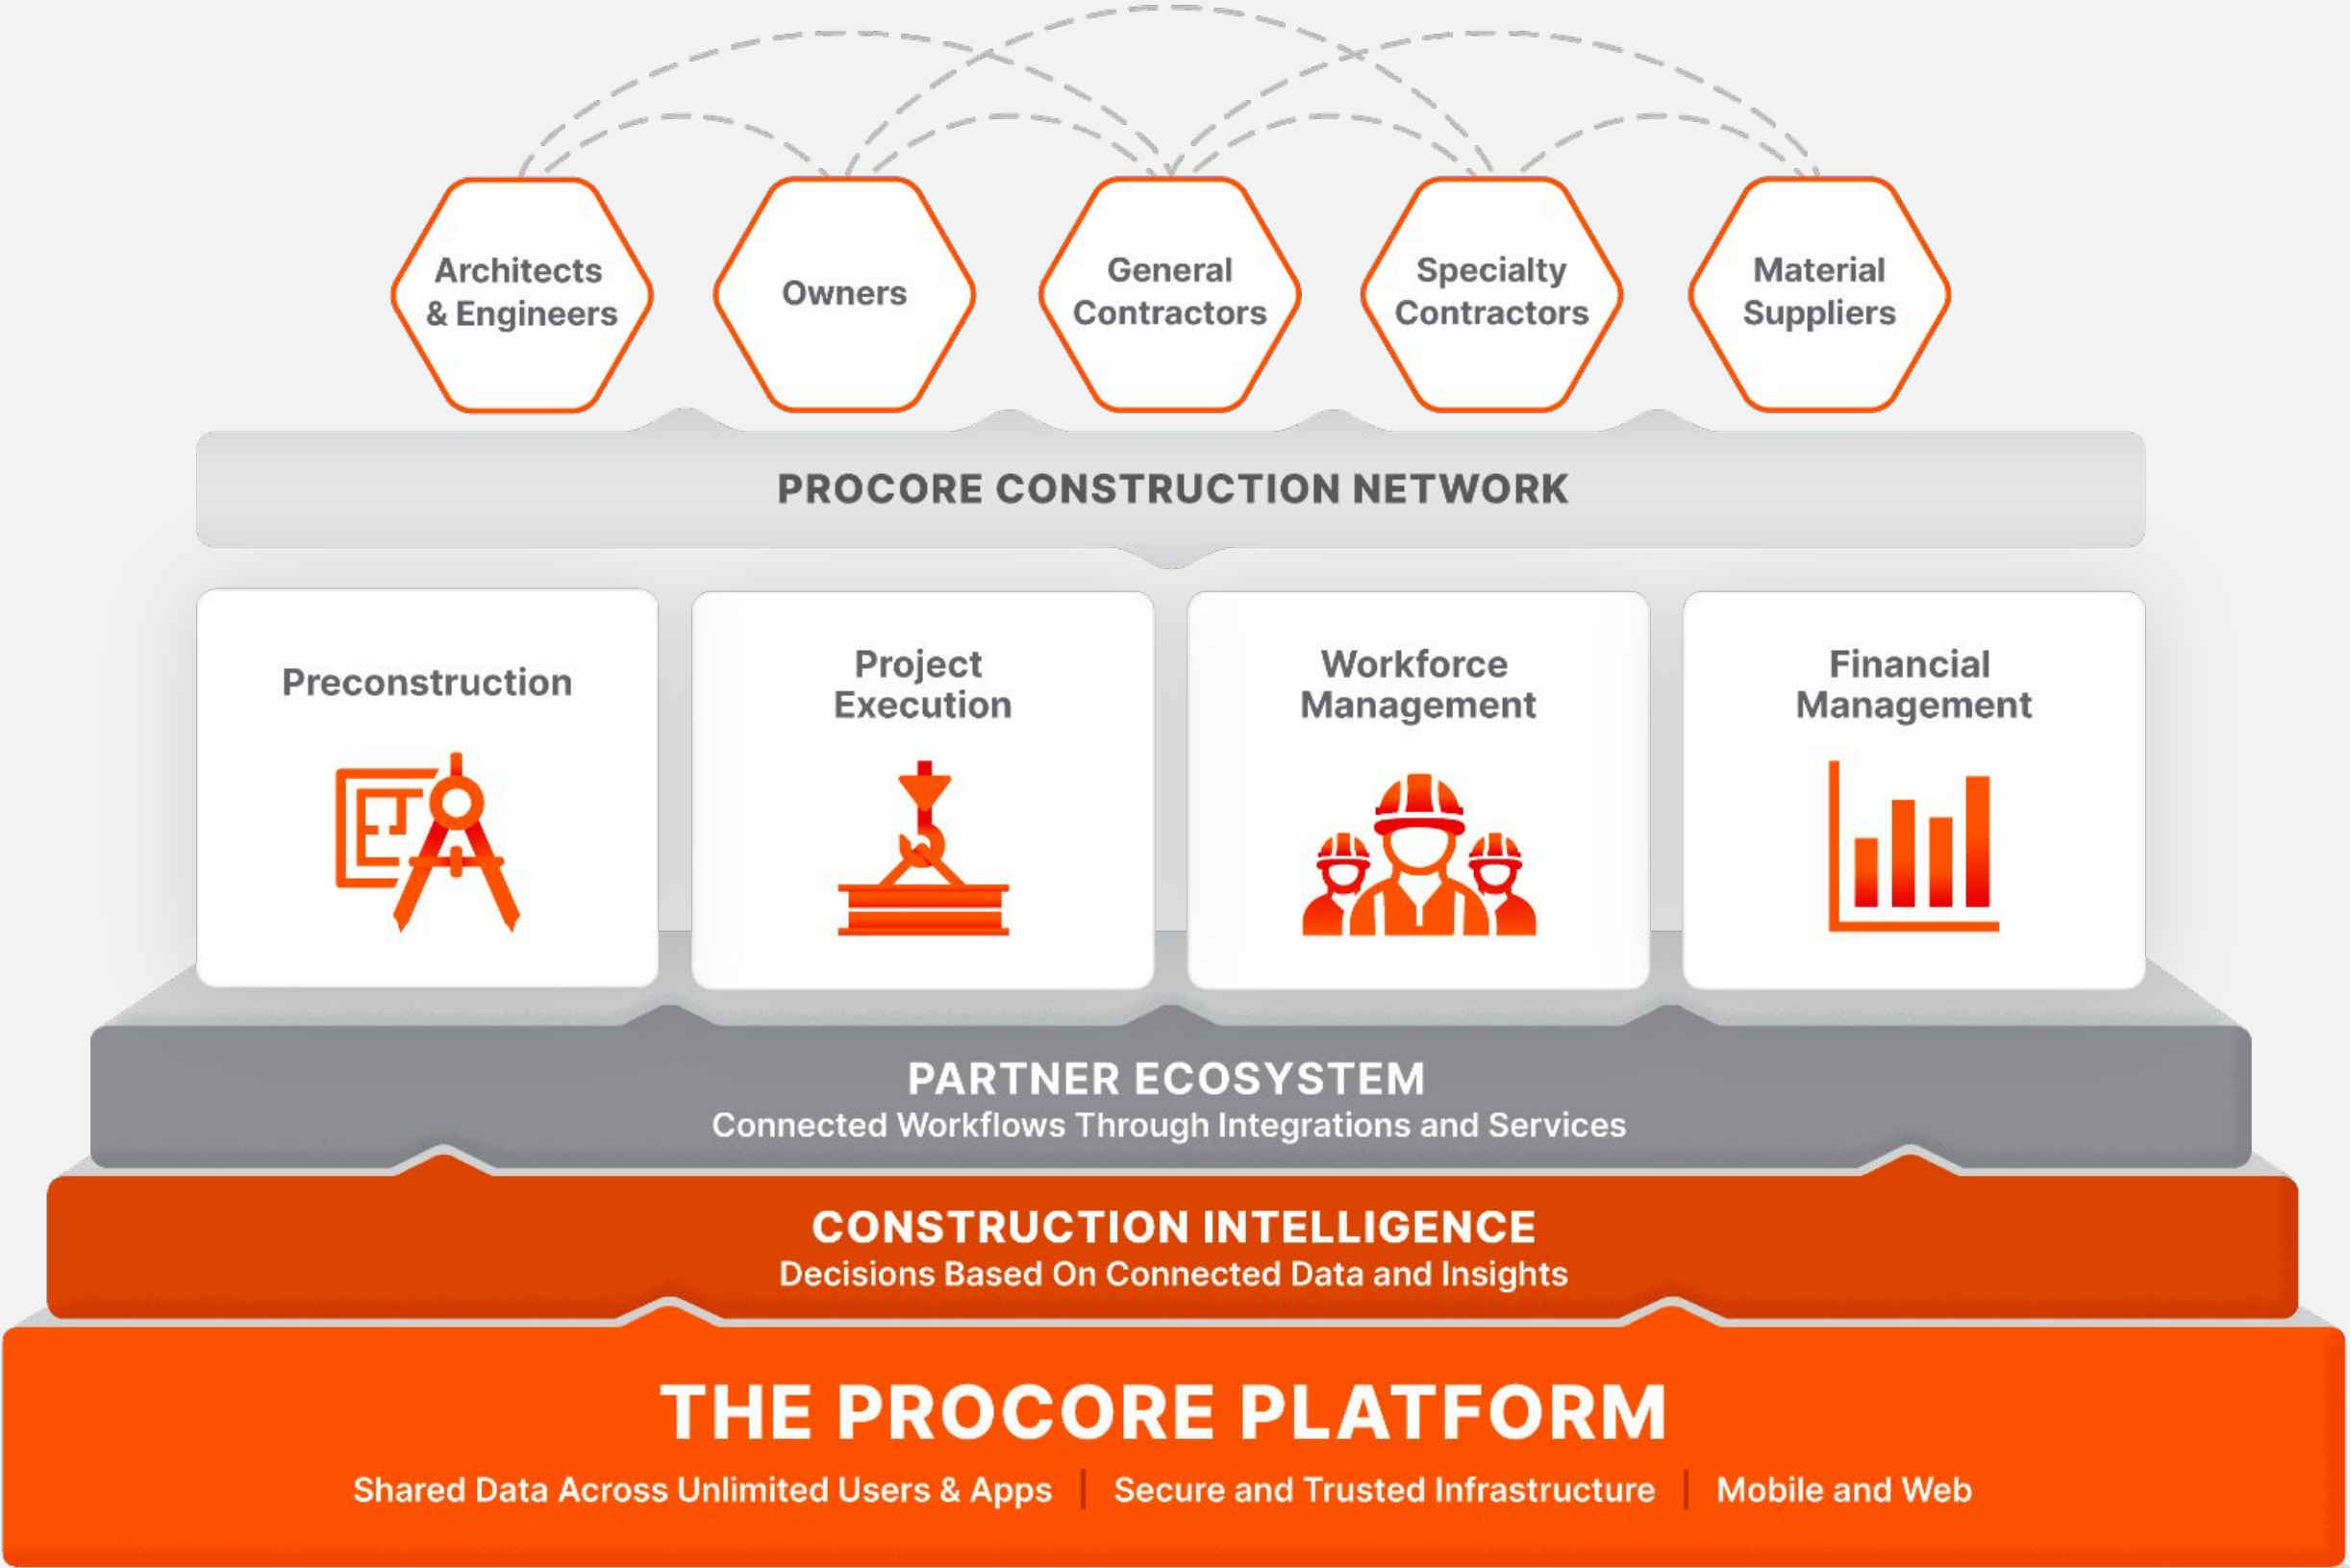 Architects
& Engineers
Owners
General
Contractors
Specialty
Contractors
Material
Suppliers
PROCORE CONSTRUCTION NETWORK
Preconstruction
Project
Execution
Workforce
Management
Financial
Management
PARTNER ECOSYSTEM
Connected Workflows Through Integrations and Services
CONSTRUCTION INTELLIGENCE
Decisions Based On Connected Data and Insights
THE PROCORE PLATFORM
Shared Data Across Unlimited Users & Apps | Secure and Trusted Infrastructure | Mobile and Web